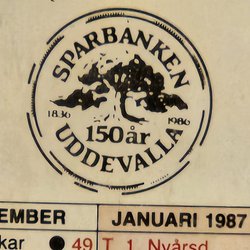 SPARBANKEN
1836 1986
150 år
UDDEVALLA
EMBER JANUARI 1987
kar 49 T 1 Nyårsd